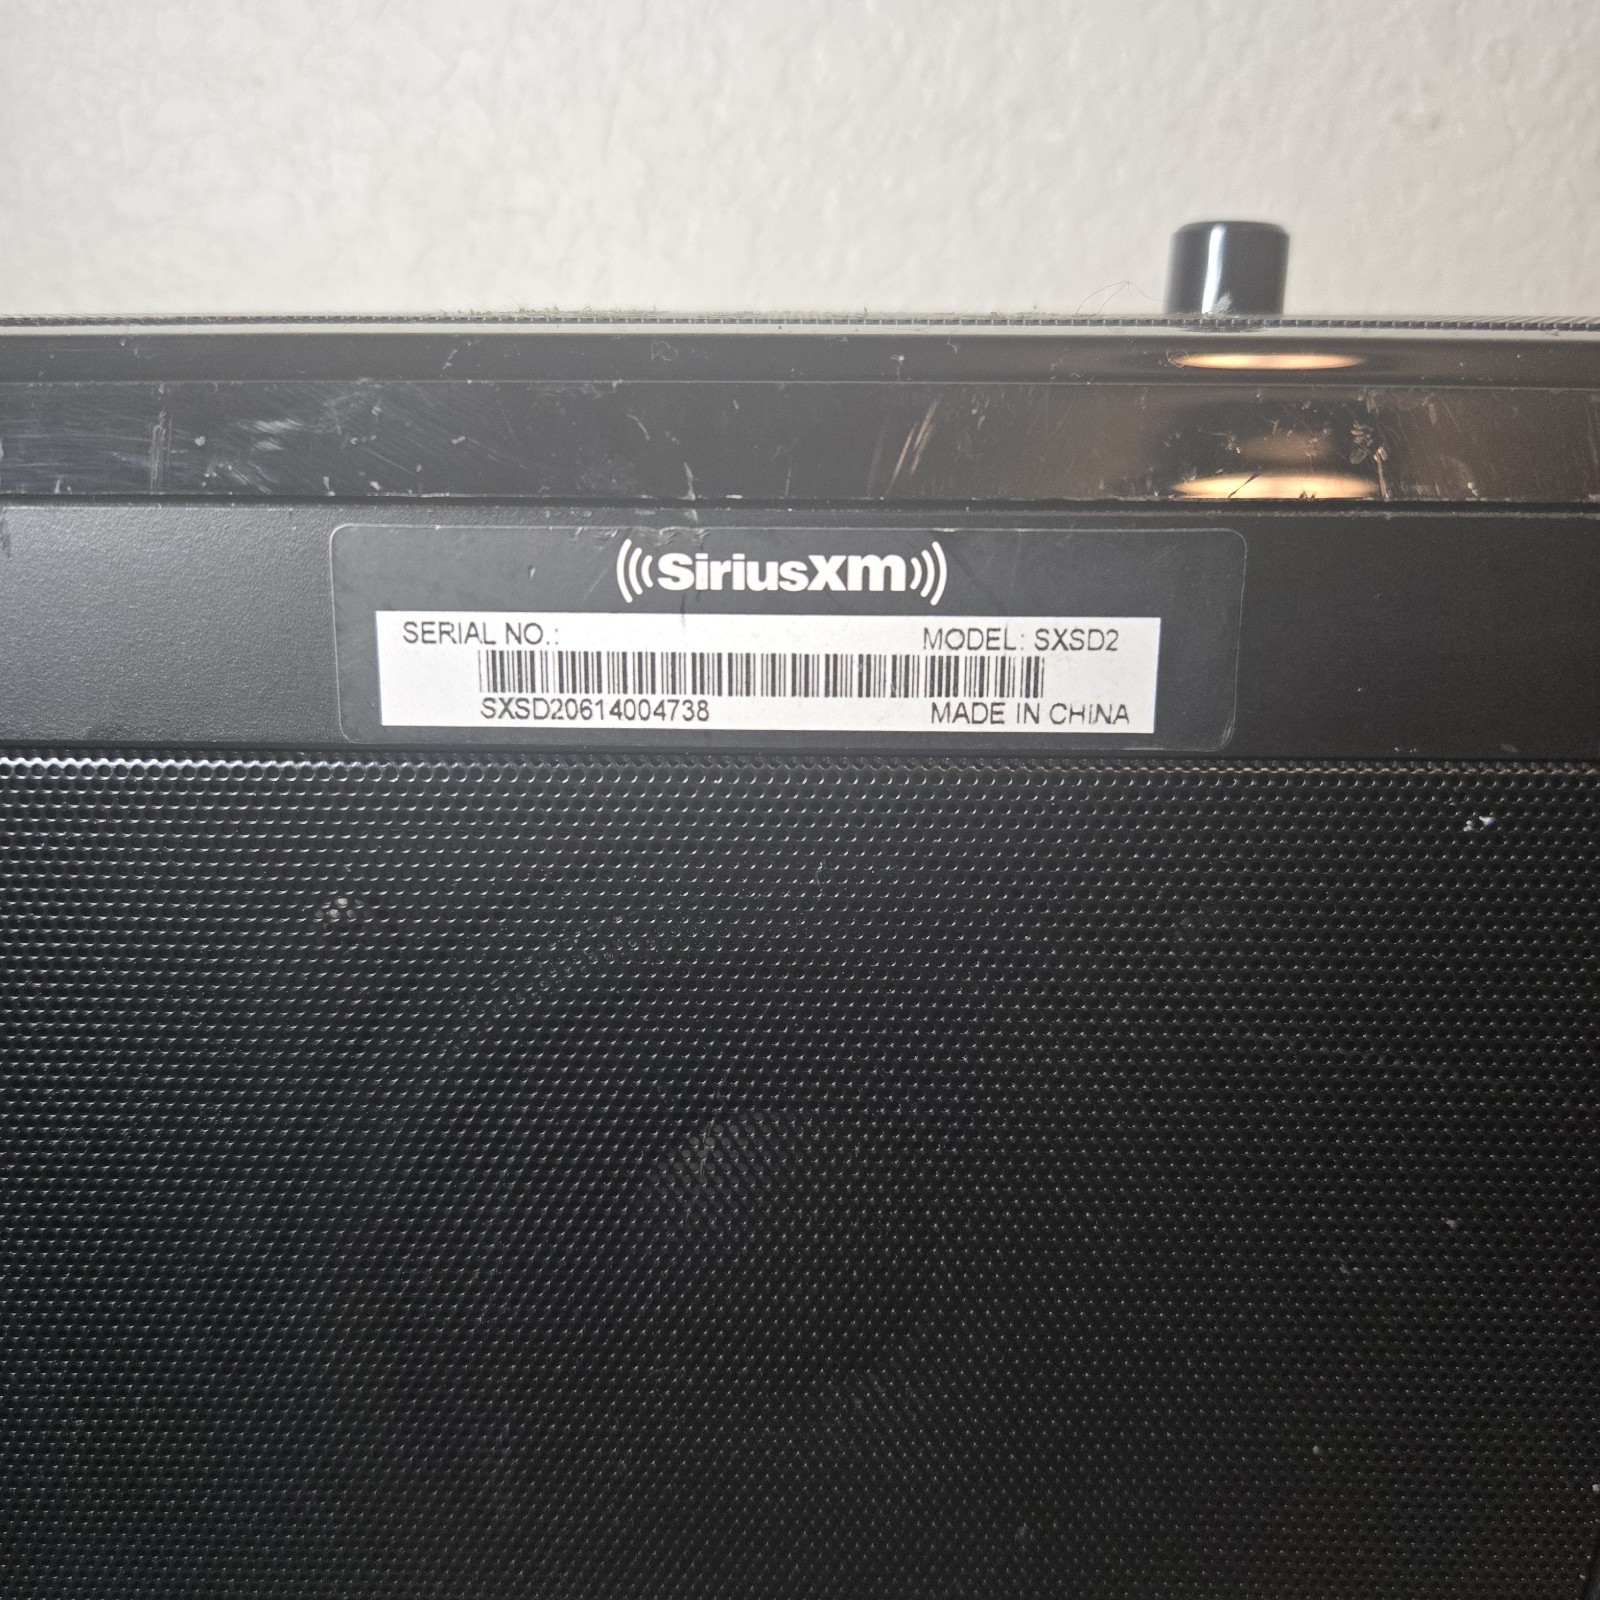 SiriusXm
SERIAL NO.: MODEL: SXSD2
SXSD20614004738 MADE IN CHINA